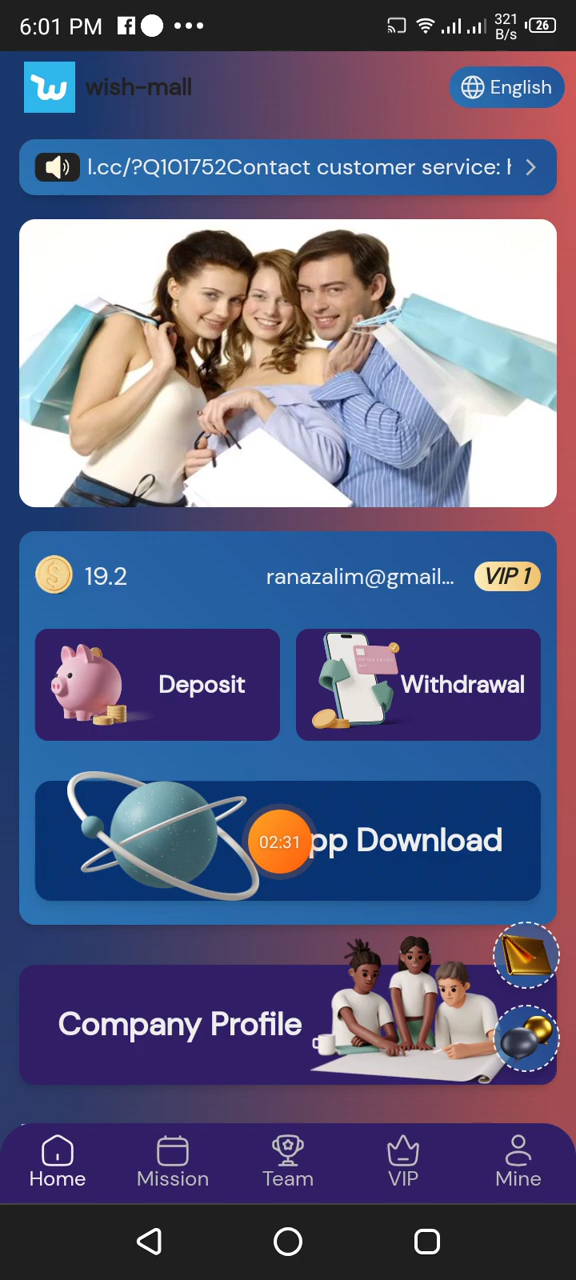 6:01 PM
321
B/s
26
wish-mall
English
l.cc/?Q101752Contact customer service:
19.2
ranazalim@gmail...
VIP 1
Deposit
Withdrawal
02:31
pp Download
Company Profile
Home
Mission
Team
VIP
Mine